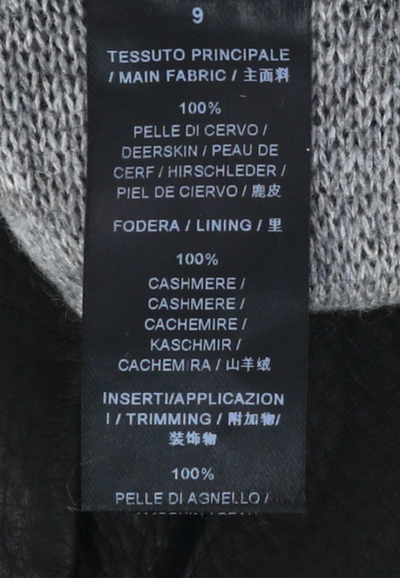 9
TESSUTO PRINCIPALE
/ MAIN FABRIC / 主面料
100%
PELLE DI CERVO /
DEERSKIN / PEAU DE
CERF / HIRSCHLEDER /
PIEL DE CIERVO / 鹿皮
FODERA / LINING / 里
100%
CASHMERE /
CASHMERE /
CACHEMIRE /
KASCHMIR /
CACHEMIRA / 山羊绒
INSERTI/APPLICAZION
I / TRIMMING / 附加物/
装饰物
100%
PELLE DI AGNELLO /